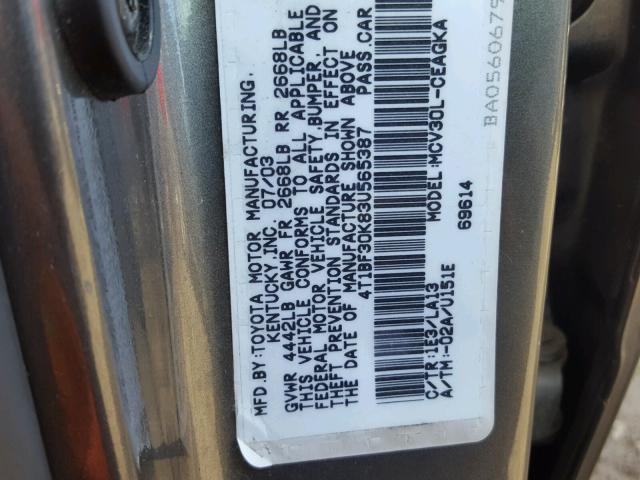 MFD.BY:TOYOTA MOTOR MANUFACTURING,
KENTUCKY,INC. 07/03
GVWR 4442LB GAWR FR 2668LB RR 2668LB
THIS VEHICLE CONFORMS TO ALL APPLICABLE
FEDERAL MOTOR VEHICLE SAFETY,BUMPER, AND
THEFT PREVENTION STANDARDS IN EFFECT ON
THE DATE OF MANUFACTURE SHOWN ABOVE.
4T1BF30K83U565387 PASS.CAR
C/TR:1E3/LA13 MODEL:MCV30L-CEAGKA
A/TM:-02A/U151E 69614
BA0560679